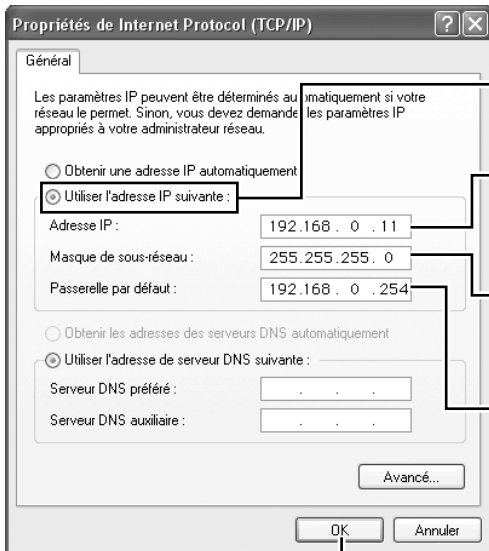 Propriétés de Internet Protocol (TCP/IP)
Général
Les paramètres IP peuvent être déterminés automatiquement si votre
réseau le permet. Sinon, vous devez demander les paramètres IP
appropriés à votre administrateur réseau.
Obtenir une adresse IP automatiquement
Utiliser l'adresse IP suivante :
Adresse IP : 192.168. 0 .11
Masque de sous-réseau : 255.255.255. 0
Passerelle par défaut : 192.168. 0 .254
Obtenir les adresses des serveurs DNS automatiquement
Utiliser l'adresse de serveur DNS suivante :
Serveur DNS préféré : . . .
Serveur DNS auxiliaire : . . .
Avancé...
OK Annuler